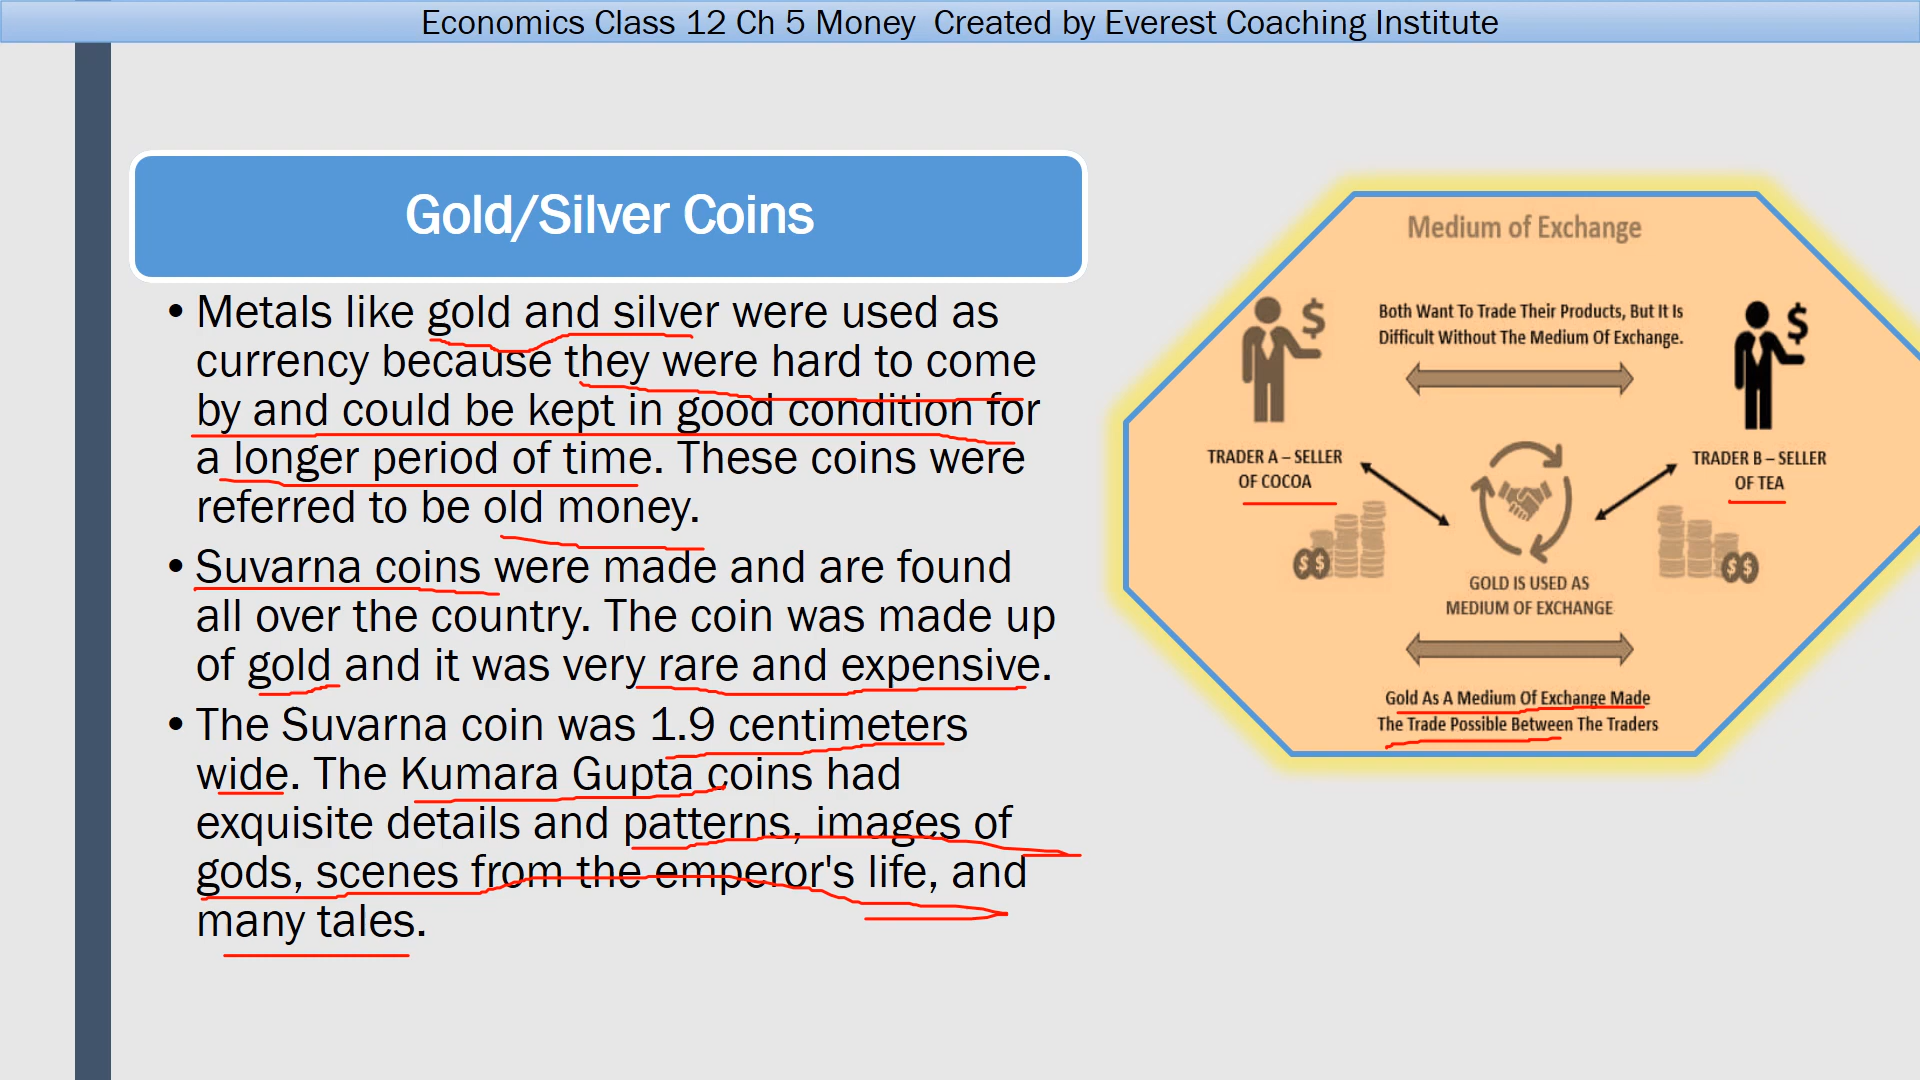 Economics Class 12 Ch 5 Money  Created by Everest Coaching Institute
Gold/Silver Coins
• Metals like gold and silver were used as
currency because they were hard to come
by and could be kept in good condition for
a longer period of time. These coins were
referred to be old money.
• Suvarna coins were made and are found
all over the country. The coin was made up
of gold and it was very rare and expensive.
• The Suvarna coin was 1.9 centimeters
wide. The Kumara Gupta coins had
exquisite details and patterns, images of
gods, scenes from the emperor's life, and
many tales.
Medium of Exchange
$
Both Want To Trade Their Products, But It Is
Difficult Without The Medium Of Exchange.
$
TRADER A – SELLER
OF COCOA
TRADER B – SELLER
OF TEA
$$
$$
GOLD IS USED AS
MEDIUM OF EXCHANGE
Gold As A Medium Of Exchange Made
The Trade Possible Between The Traders